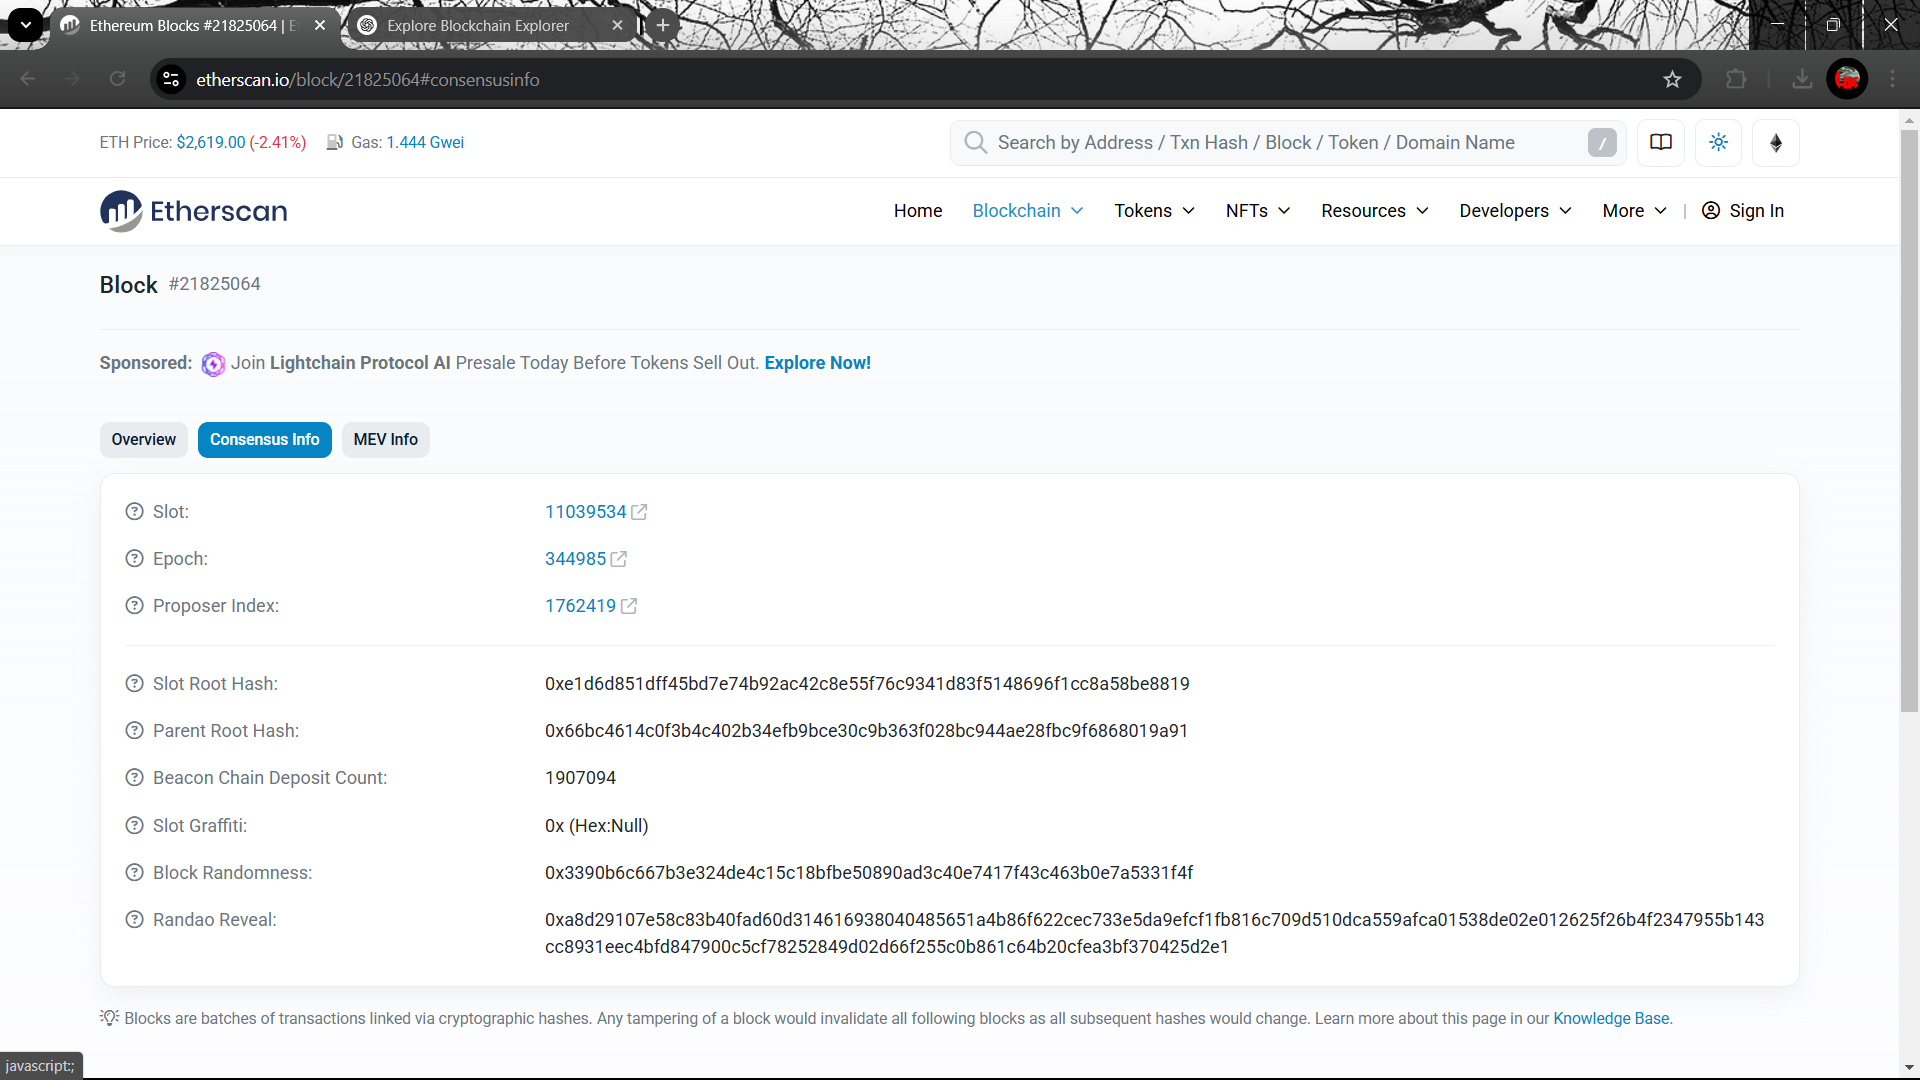 Ethereum Blocks #21825064 | E
Explore Blockchain Explorer
etherscan.io/block/21825064#consensusinfo
ETH Price: $2,619.00 (-2.41%) Gas: 1.444 Gwei
Search by Address / Txn Hash / Block / Token / Domain Name /
Etherscan
Home Blockchain Tokens NFTs Resources Developers More | Sign In
Block #21825064
Sponsored: Join Lightchain Protocol AI Presale Today Before Tokens Sell Out. Explore Now!
Overview Consensus Info MEV Info
Slot: 11039534
Epoch: 344985
Proposer Index: 1762419
Slot Root Hash: 0xe1d6d851dff45bd7e74b92ac42c8e55f76c9341d83f5148696f1cc8a58be8819
Parent Root Hash: 0x66bc4614c0f3b4c402b34efb9bce30c9b363f028bc944ae28fbc9f6868019a91
Beacon Chain Deposit Count: 1907094
Slot Graffiti: 0x (Hex:Null)
Block Randomness: 0x3390b6c667b3e324de4c15c18bfbe50890ad3c40e7417f43c463b0e7a5331f4f
Randao Reveal: 0xa8d29107e58c83b40fad60d314616938040485651a4b86f622cec733e5da9efcf1fb816c709d510dca559afca01538de02e012625f26b4f2347955b143
cc8931eec4bfd847900c5cf78252849d02d66f255c0b861c64b20cfea3bf370425d2e1
Blocks are batches of transactions linked via cryptographic hashes. Any tampering of a block would invalidate all following blocks as all subsequent hashes would change. Learn more about this page in our Knowledge Base.
javascript:;